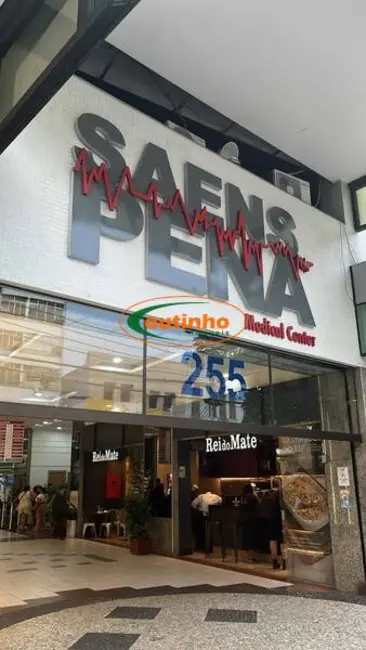 SAENS
PENA
Medical Center
Coutinho
255
Rei do Mate
Rei do Mate